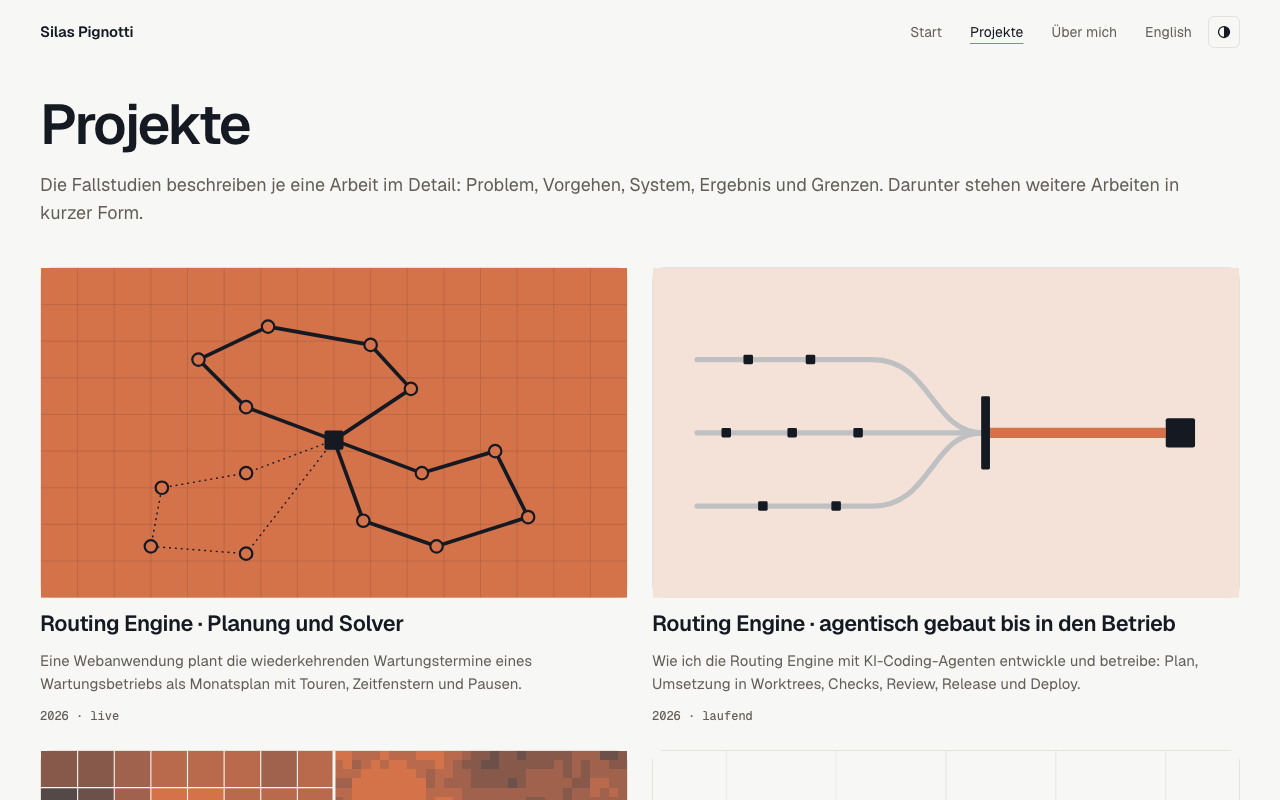 Silas Pignotti
Start
Projekte
Über mich
English
Projekte
Die Fallstudien beschreiben je eine Arbeit im Detail: Problem, Vorgehen, System, Ergebnis und Grenzen. Darunter stehen weitere Arbeiten in
kurzer Form.
Routing Engine · Planung und Solver
Eine Webanwendung plant die wiederkehrenden Wartungstermine eines
Wartungsbetriebs als Monatsplan mit Touren, Zeitfenstern und Pausen.
2026 · live
Routing Engine · agentisch gebaut bis in den Betrieb
Wie ich die Routing Engine mit KI-Coding-Agenten entwickle und betreibe: Plan,
Umsetzung in Worktrees, Checks, Review, Release und Deploy.
2026 · laufend